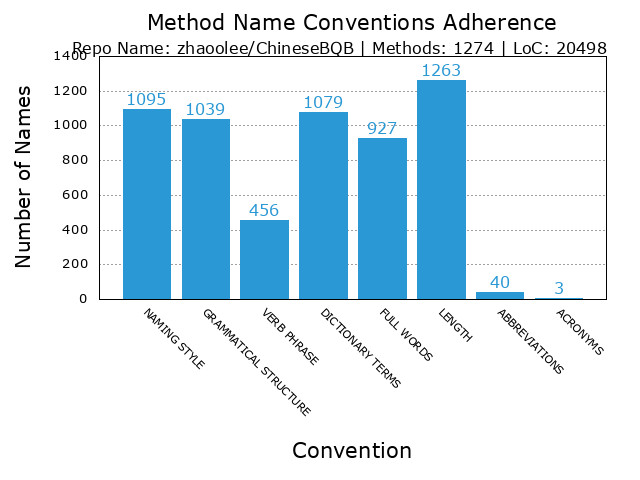 Method Name Conventions Adherence
Repo Name: zhaoolee/ChineseBQB | Methods: 1274 | LoC: 20498
Number of Names
1400
1200
1000
800
600
400
200
0
1095
1039
456
1079
927
1263
40
3
NAMING STYLE
GRAMMATICAL STRUCTURE
VERB PHRASE
DICTIONARY TERMS
FULL WORDS
LENGTH
ABBREVIATIONS
ACRONYMS
Convention